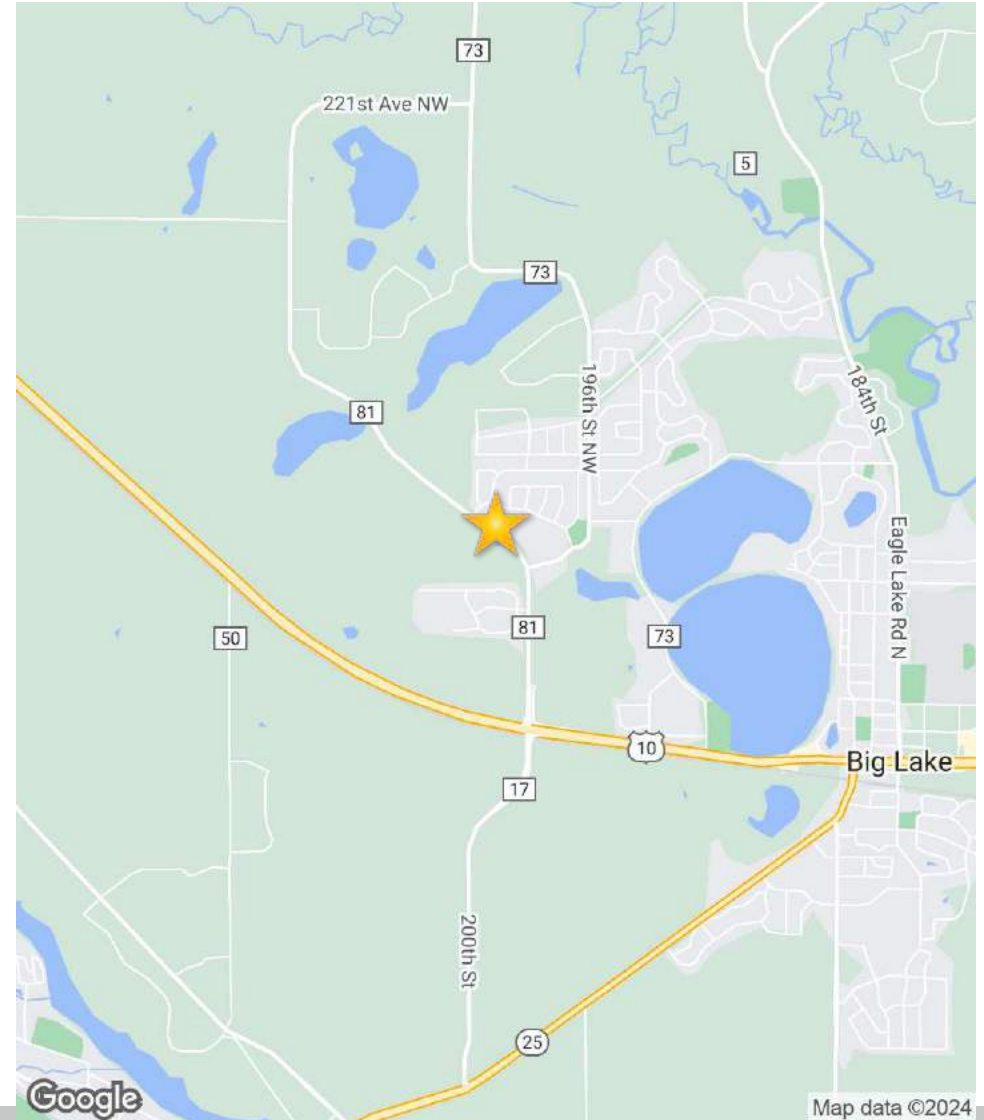 73
221st Ave NW
5
73
196th St NW
184th St
81
Eagle Lake Rd N
81
73
50
10
Big Lake
17
200th St
25
Google
Map data ©2024